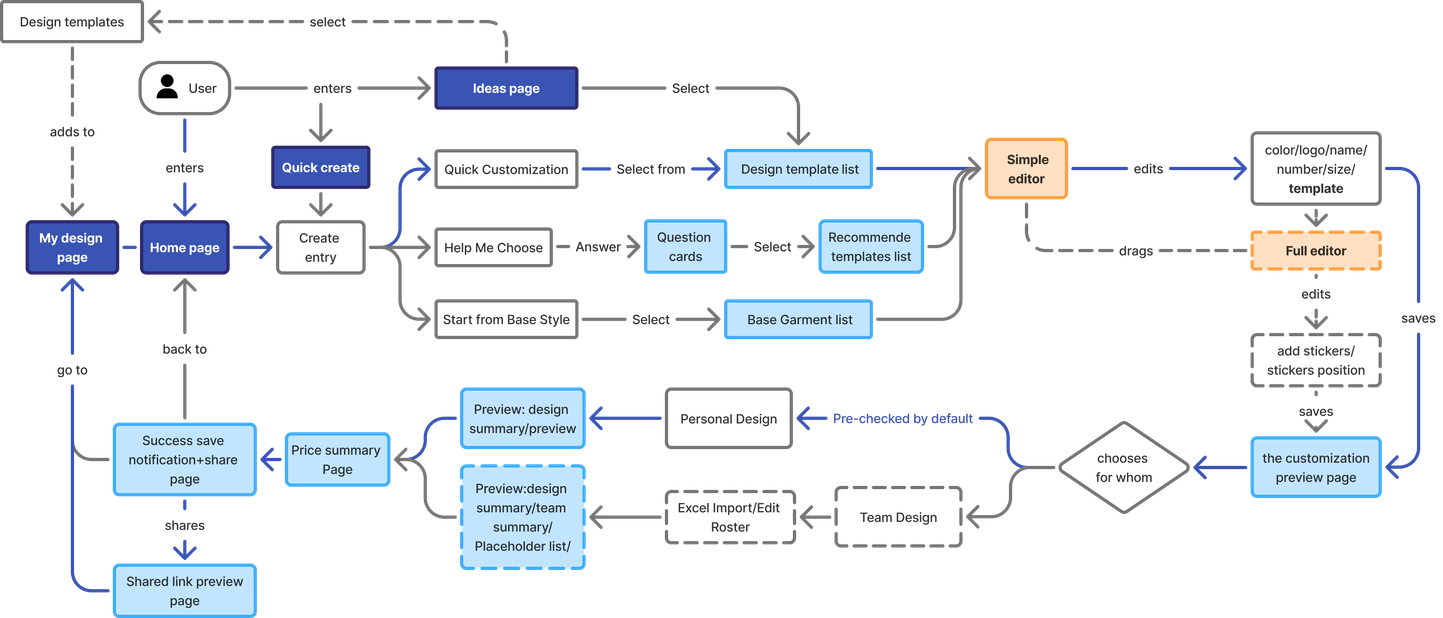 Design templates
select
User
enters
Ideas page
Select
adds to
enters
Quick create
Quick Customization
Select from
Design template list
Simple
editor
edits
color/logo/name/
number/size/
template
My design
page
Home page
Create
entry
Help Me Choose
Answer
Question
cards
Select
Recommende
templates list
drags
Full editor
edits
Start from Base Style
Select
Base Garment list
saves
back to
go to
add stickers/
stickers position
saves
Preview: design
summary/preview
Personal Design
Pre-checked by default
chooses
for whom
the customization
preview page
Success save
notification+share
page
Price summary
Page
Preview:design
summary/team
summary/
Placeholder list/
Excel Import/Edit
Roster
Team Design
shares
Shared link preview
page